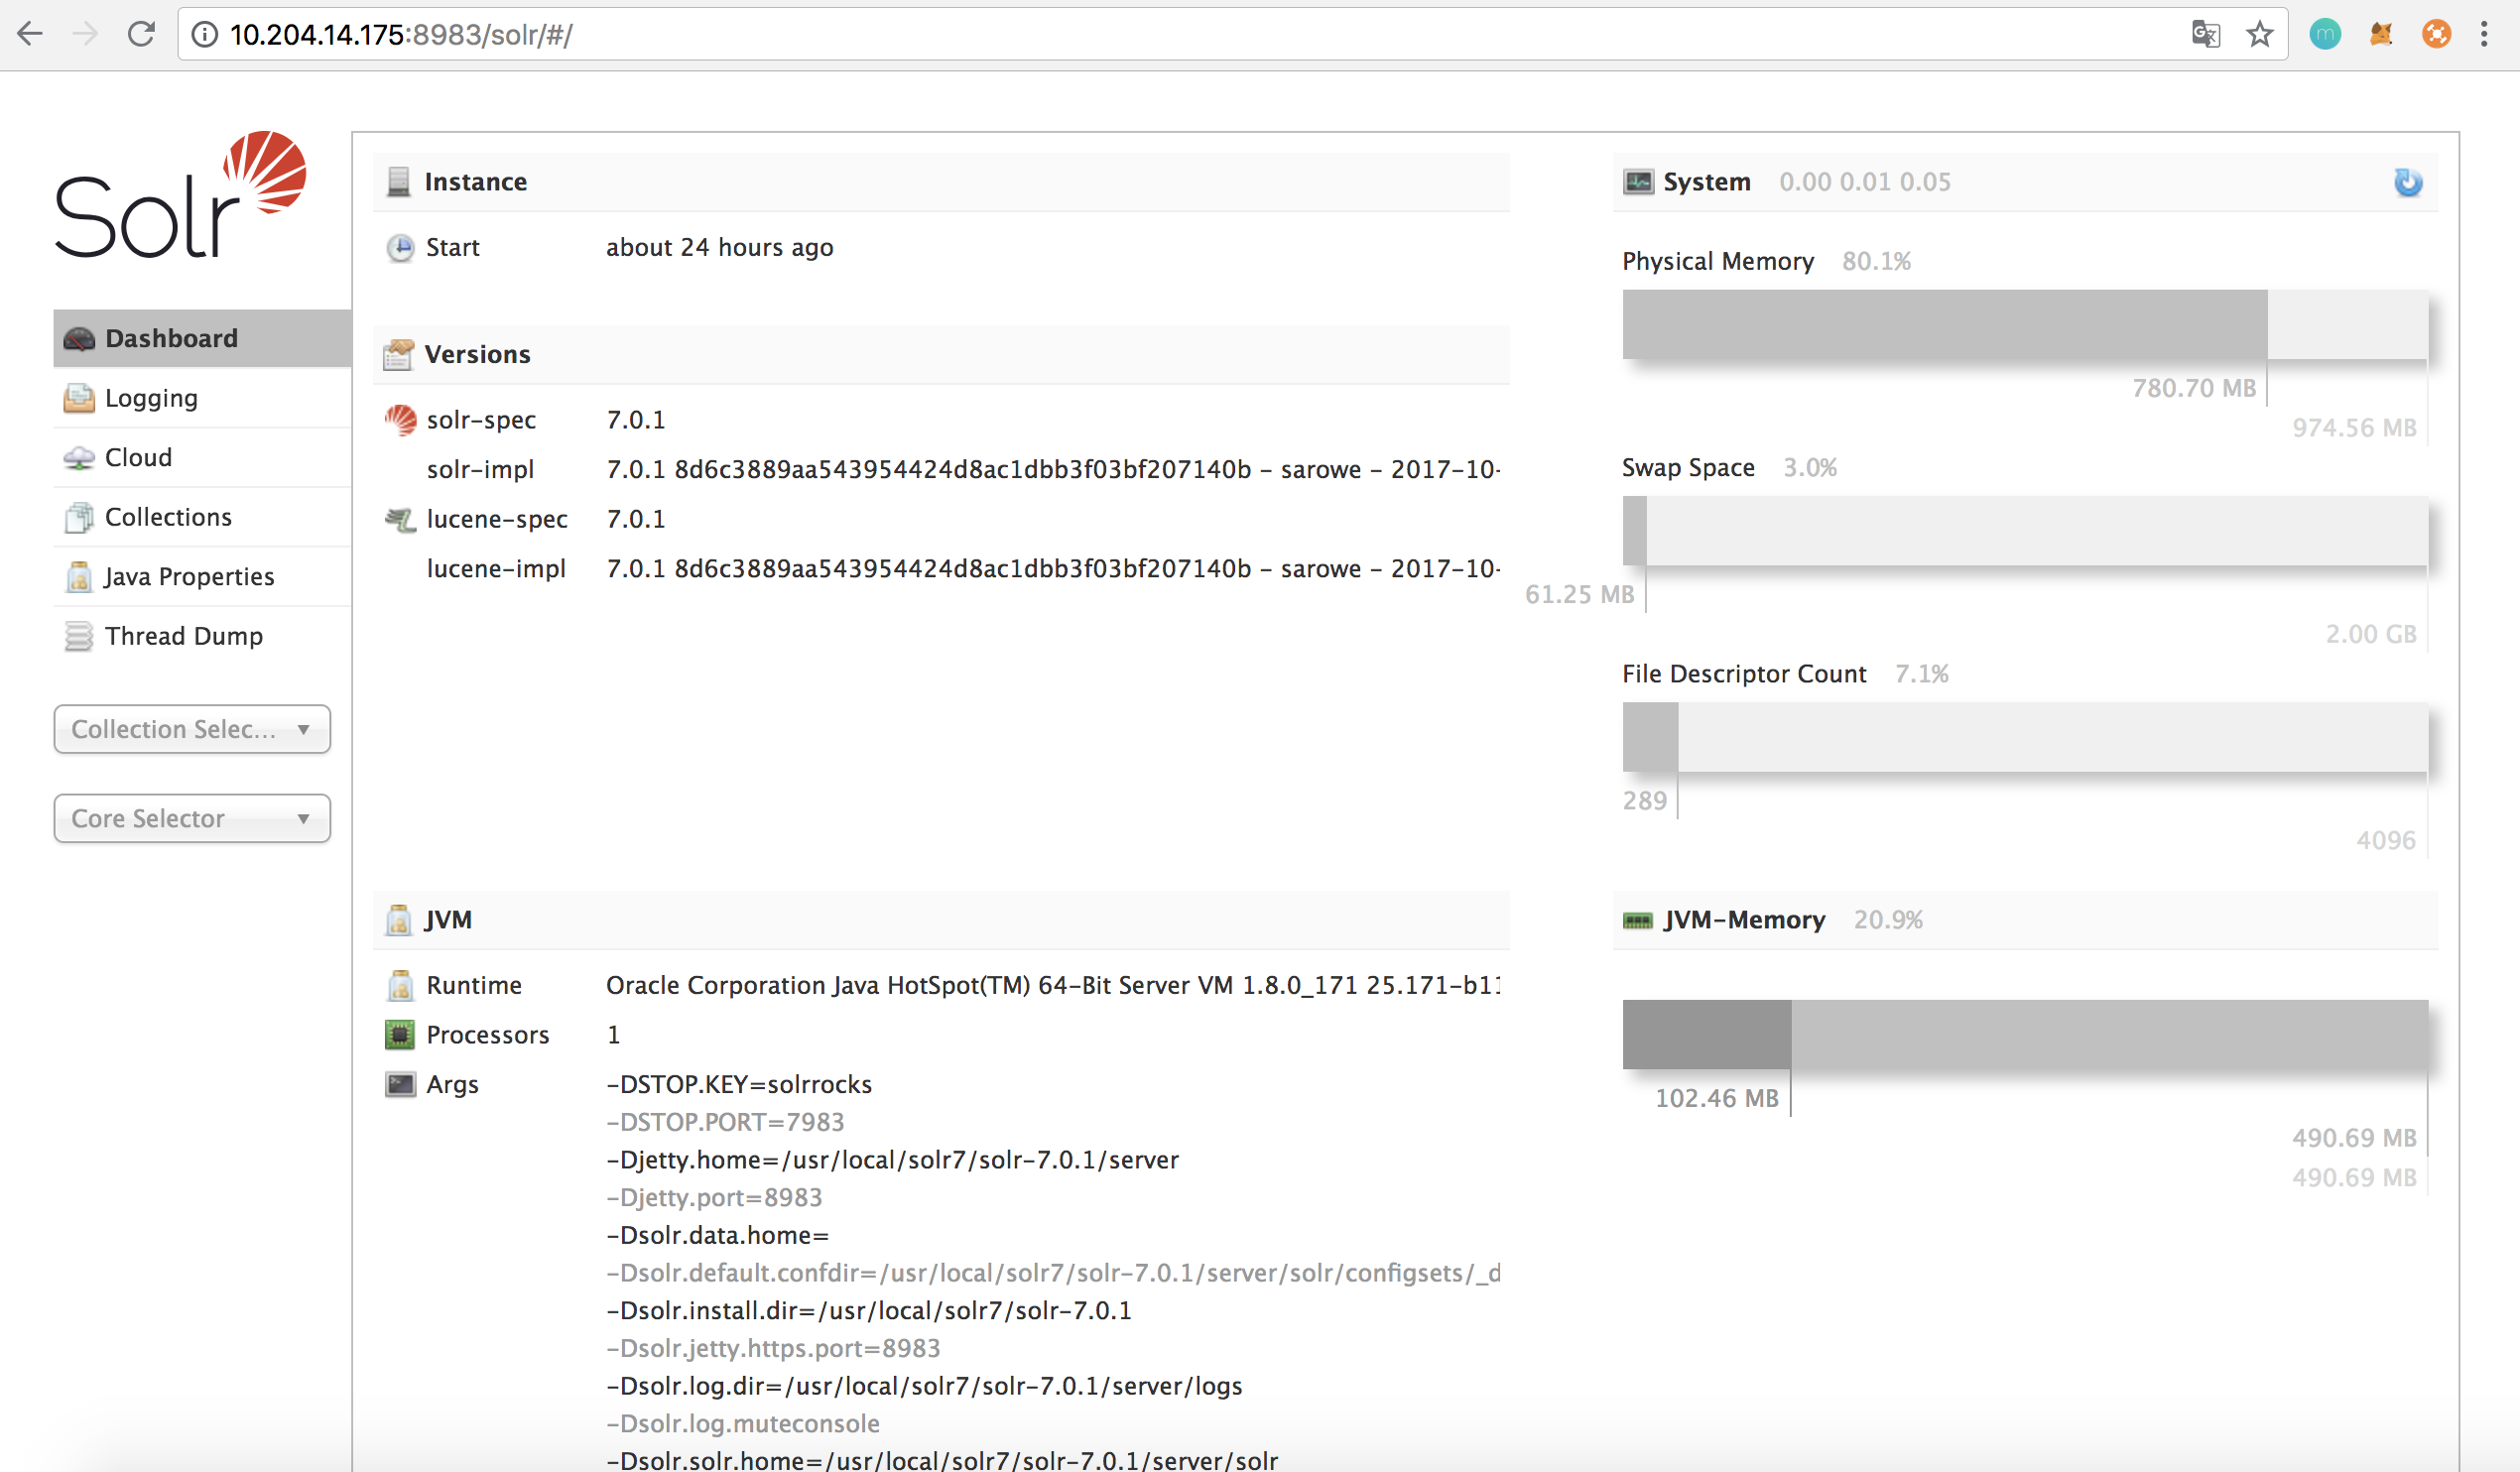 10.204.14.175:8983/solr/#/
Solr
Dashboard
Logging
Cloud
Collections
Java Properties
Thread Dump
Collection Selec...
Core Selector
Instance
Start about 24 hours ago
Versions
solr-spec 7.0.1
solr-impl 7.0.1 8d6c3889aa543954424d8ac1dbb3f03bf207140b - sarowe - 2017-10-
lucene-spec 7.0.1
lucene-impl 7.0.1 8d6c3889aa543954424d8ac1dbb3f03bf207140b - sarowe - 2017-10-
JVM
Runtime Oracle Corporation Java HotSpot(TM) 64-Bit Server VM 1.8.0_171 25.171-b11
Processors 1
Args -DSTOP.KEY=solrrocks
-DSTOP.PORT=7983
-Djetty.home=/usr/local/solr7/solr-7.0.1/server
-Djetty.port=8983
-Dsolr.data.home=
-Dsolr.default.confdir=/usr/local/solr7/solr-7.0.1/server/solr/configsets/_d
-Dsolr.install.dir=/usr/local/solr7/solr-7.0.1
-Dsolr.jetty.https.port=8983
-Dsolr.log.dir=/usr/local/solr7/solr-7.0.1/server/logs
-Dsolr.log.muteconsole
-Dsolr.solr.home=/usr/local/solr7/solr-7.0.1/server/solr
System 0.00 0.01 0.05
Physical Memory 80.1%
780.70 MB
974.56 MB
Swap Space 3.0%
61.25 MB
2.00 GB
File Descriptor Count 7.1%
289
4096
JVM-Memory 20.9%
102.46 MB
490.69 MB
490.69 MB